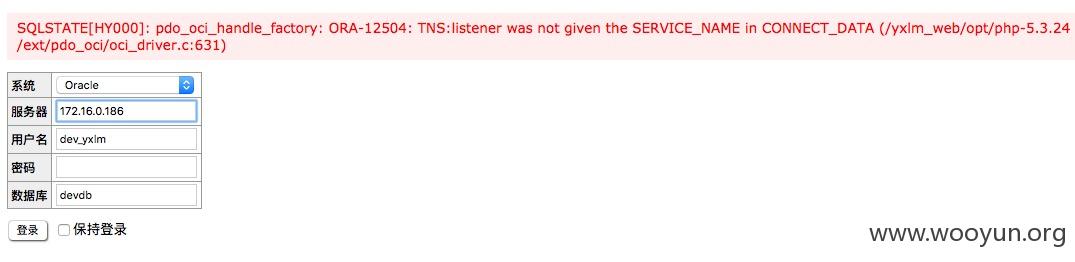 SQLSTATE[HY000]: pdo_oci_handle_factory: ORA-12504: TNS:listener was not given the SERVICE_NAME in CONNECT_DATA (/yxlm_web/opt/php-5.3.24
/ext/pdo_oci/oci_driver.c:631)
系统 Oracle
服务器 172.16.0.186
用户名 dev_yxlm
密码
数据库 devdb
登录 保持登录
www.wooyun.org